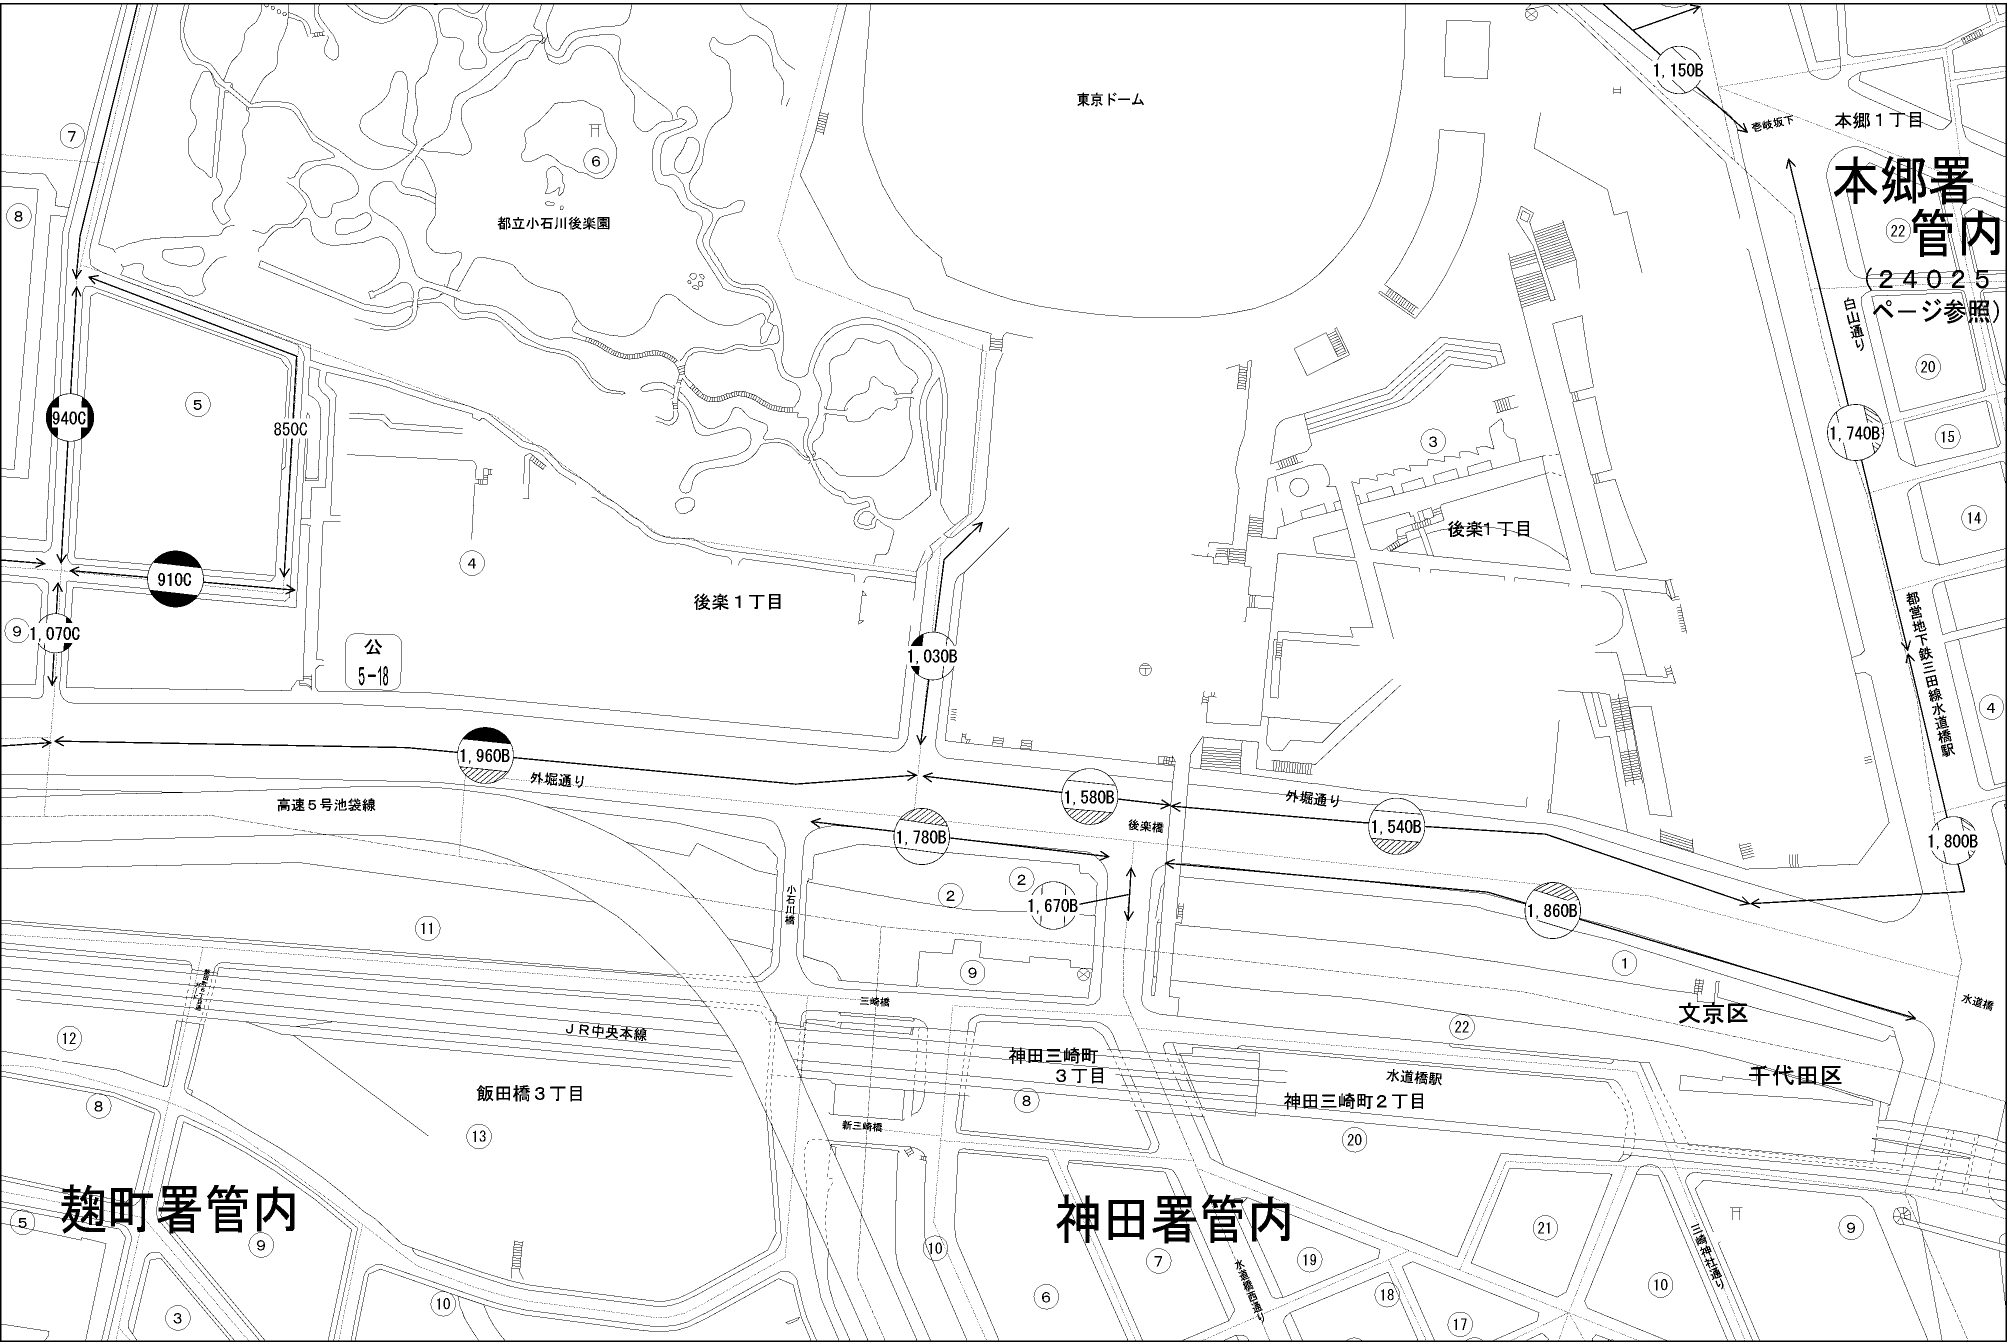 1,150B
東京ドーム
壱岐坂下
本郷１丁目
⑦
⑥
本郷署
管内
(２４０２５
ページ参照)
⑧
都立小石川後楽園
㉒
白山通り
⑳
940C
⑤
850C
③
1,740B
⑮
⑭
後楽1丁目
④
910C
後楽１丁目
⑨
1,070C
公
5-18
1,030B
都営地下鉄三田線水道橋駅
④
1,960B
外堀通り
高速５号池袋線
1,580B
後楽橋
外堀通り
1,540B
1,780B
1,800B
小石川橋
②
②
1,670B
1,860B
⑪
⑨
①
三崎橋
文京区
水道橋
⑫
ＪＲ中央本線
㉒
神田三崎町
３丁目
水道橋駅
千代田区
飯田橋３丁目
⑧
⑧
神田三崎町２丁目
⑬
新三崎橋
⑳
麹町署管内
神田署管内
⑤
⑨
⑩
⑦
⑲
㉑
三崎神社通り
⑨
③
⑩
⑥
水道橋西通り
⑱
⑰
⑩